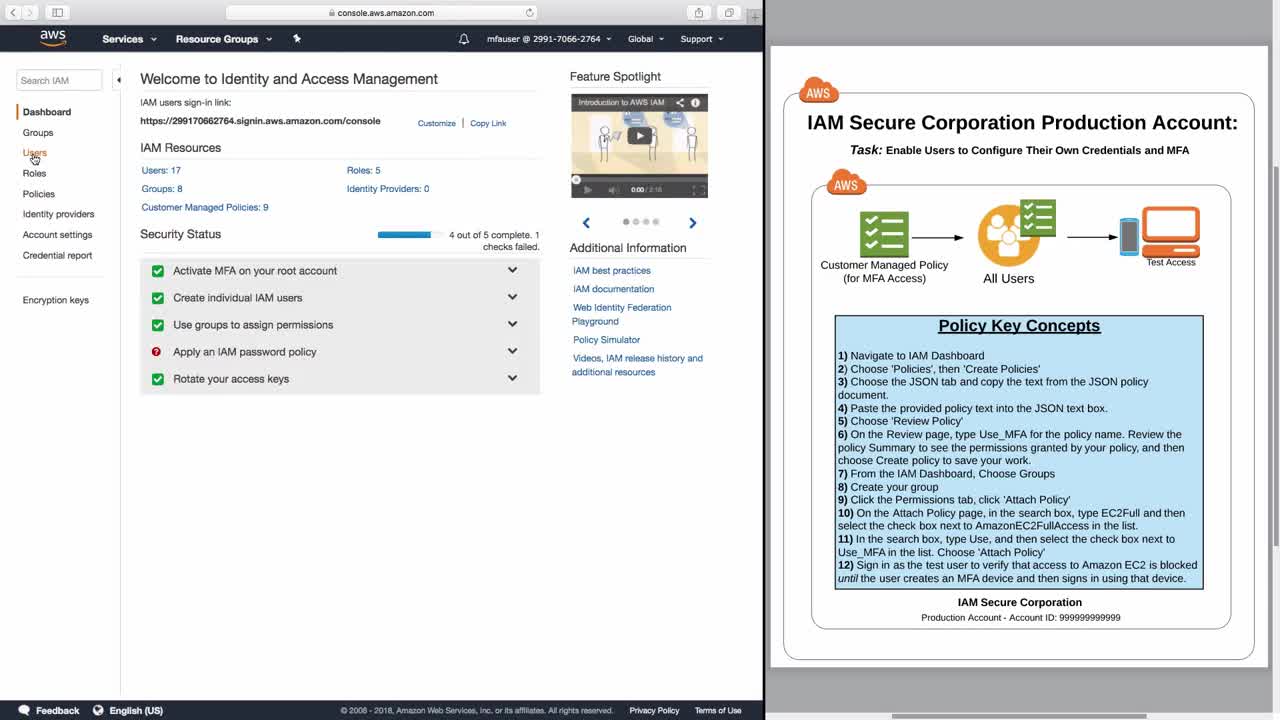 console.aws.amazon.com
aws
Services
Resource Groups
mfauser @ 2991-7066-2764
Global
Support
Search IAM
Dashboard
Groups
Users
Roles
Policies
Identity providers
Account settings
Credential report
Encryption keys
Welcome to Identity and Access Management
IAM users sign-in link:
https://299170662764.signin.aws.amazon.com/console
Customize | Copy Link
IAM Resources
Users: 17
Roles: 5
Groups: 8
Identity Providers: 0
Customer Managed Policies: 9
Security Status
4 out of 5 complete. 1
checks failed.
Activate MFA on your root account
Create individual IAM users
Use groups to assign permissions
Apply an IAM password policy
Rotate your access keys
Feature Spotlight
Introduction to AWS IAM
0:00 / 2:16
Additional Information
IAM best practices
IAM documentation
Web Identity Federation
Playground
Policy Simulator
Videos, IAM release history and
additional resources
Feedback
English (US)
© 2008 - 2018, Amazon Web Services, Inc. or its affiliates. All rights reserved.
Privacy Policy
Terms of Use
AWS
IAM Secure Corporation Production Account:
Task: Enable Users to Configure Their Own Credentials and MFA
AWS
Customer Managed Policy
(for MFA Access)
All Users
Test Access
Policy Key Concepts
1) Navigate to IAM Dashboard
2) Choose 'Policies', then 'Create Policies'
3) Choose the JSON tab and copy the text from the JSON policy
document.
4) Paste the provided policy text into the JSON text box.
5) Choose 'Review Policy'
6) On the Review page, type Use_MFA for the policy name. Review the
policy Summary to see the permissions granted by your policy, and then
choose Create policy to save your work.
7) From the IAM Dashboard, Choose Groups
8) Create your group
9) Click the Permissions tab, click 'Attach Policy'
10) On the Attach Policy page, in the search box, type EC2Full and then
select the check box next to AmazonEC2FullAccess in the list.
11) In the search box, type Use, and then select the check box next to
Use_MFA in the list. Choose 'Attach Policy'
12) Sign in as the test user to verify that access to Amazon EC2 is blocked
until the user creates an MFA device and then signs in using that device.
IAM Secure Corporation
Production Account - Account ID: 999999999999